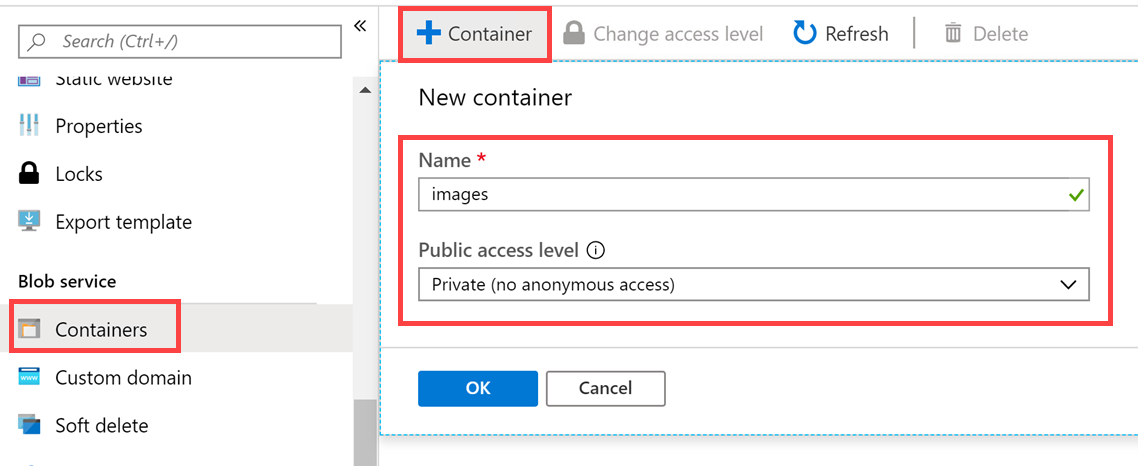 Search (Ctrl+/)
«
Static website
Properties
Locks
Export template
Blob service
Containers
Custom domain
Soft delete
Container
Change access level
Refresh
Delete
New container
Name *
images
Public access level
Private (no anonymous access)
OK
Cancel